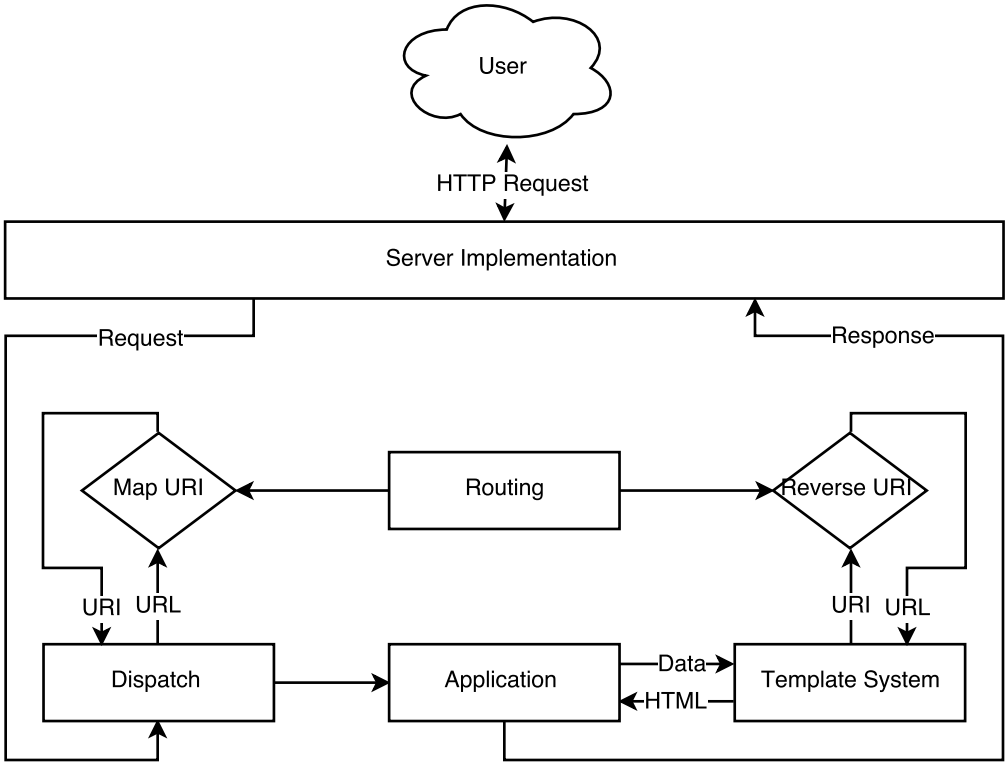 User
HTTP Request
Server Implementation
Request
Response
Map URI
Routing
Reverse URI
URI
URL
URI
URL
Dispatch
Application
Data
HTML
Template System